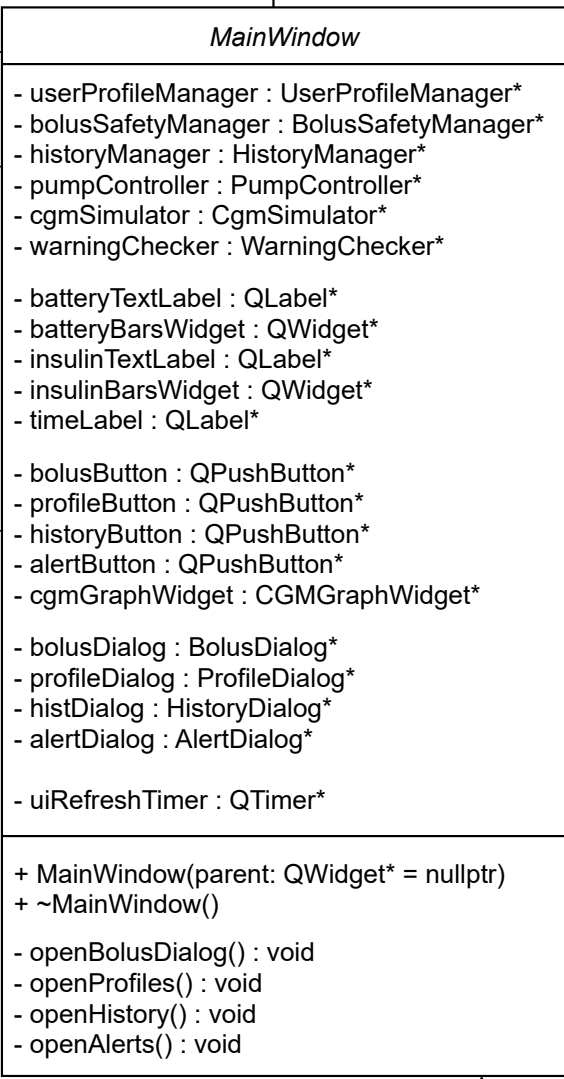 MainWindow
- userProfileManager : UserProfileManager*
- bolusSafetyManager : BolusSafetyManager*
- historyManager : HistoryManager*
- pumpController : PumpController*
- cgmSimulator : CgmSimulator*
- warningChecker : WarningChecker*
- batteryTextLabel : QLabel*
- batteryBarsWidget : QWidget*
- insulinTextLabel : QLabel*
- insulinBarsWidget : QWidget*
- timeLabel : QLabel*
- bolusButton : QPushButton*
- profileButton : QPushButton*
- historyButton : QPushButton*
- alertButton : QPushButton*
- cgmGraphWidget : CGMGraphWidget*
- bolusDialog : BolusDialog*
- profileDialog : ProfileDialog*
- histDialog : HistoryDialog*
- alertDialog : AlertDialog*
- uiRefreshTimer : QTimer*
+ MainWindow(parent: QWidget* = nullptr)
+ ~MainWindow()
- openBolusDialog() : void
- openProfiles() : void
- openHistory() : void
- openAlerts() : void